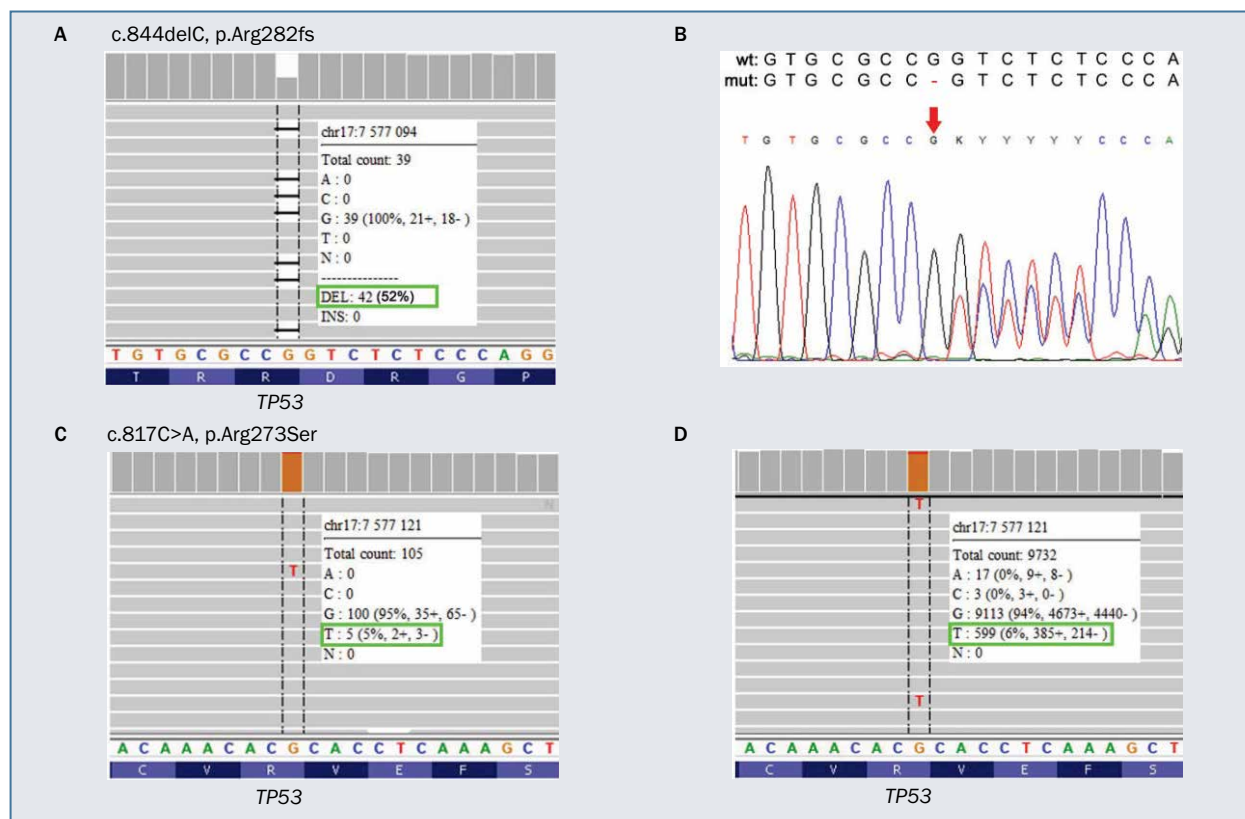 A c.844delC, p.Arg282fs
chr17:7 577 094
Total count: 39
A : 0
C : 0
G : 39 (100%, 21+, 18- )
T : 0
N : 0
---------------
DEL: 42 (52%)
INS: 0
T G T G C G C C G G T C T C T C C C A G G
T R R D R G P
TP53
B
wt: G T G C G C C G G T C T C T C C C A
mut: G T G C G C C - G T C T C T C C C A
T G T G C G C C G K Y Y Y Y Y C C C A
C c.817C>A, p.Arg273Ser
N
T
chr17:7 577 121
Total count: 105
A : 0
C : 0
G : 100 (95%, 35+, 65- )
T : 5 (5%, 2+, 3- )
N : 0
A C A A A C A C G C A C C T C A A A G C T
C V R V E F S
TP53
D
T
chr17:7 577 121
Total count: 9732
A : 17 (0%, 9+, 8- )
C : 3 (0%, 3+, 0- )
G : 9113 (94%, 4673+, 4440- )
T : 599 (6%, 385+, 214- )
N : 0
T
A C A A A C A C G C A C C T C A A A G C T
C V R V E F S
TP53